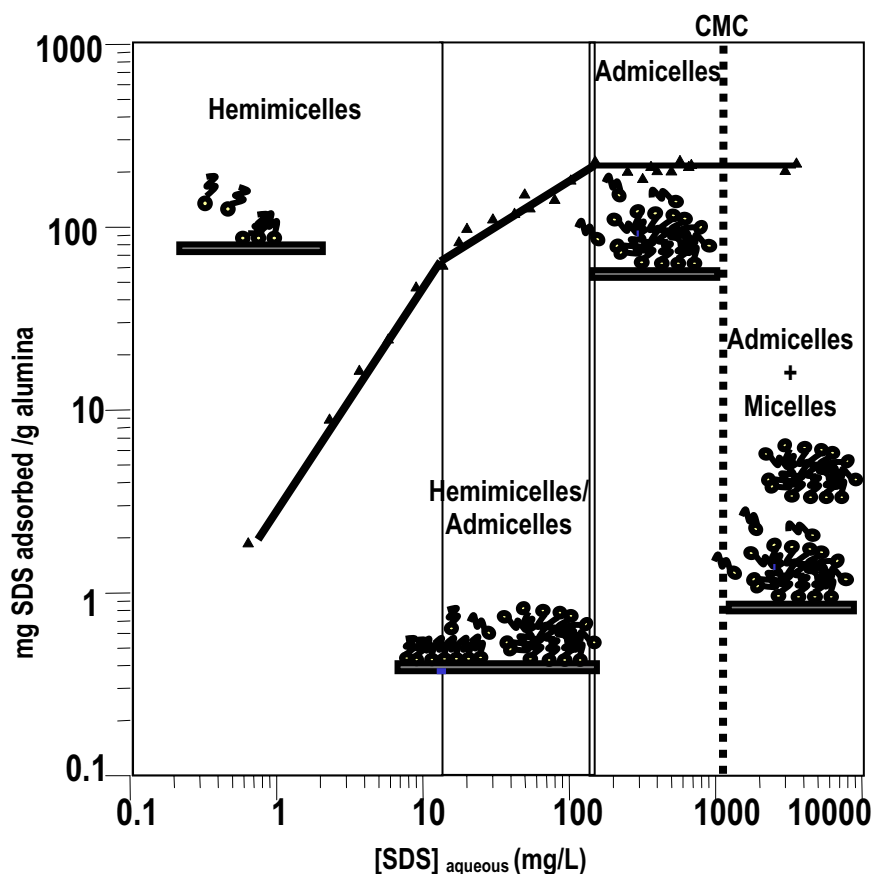 CMC
1000
Admicles
Hemimicelles
100
Admicelles
+
Micelles
10
Hemimicelles/
Admicelles
1
0.1
mg SDS adsorbed /g alumina
0.1 1 10 100 1000 10000
[SDS] aqueous (mg/L)